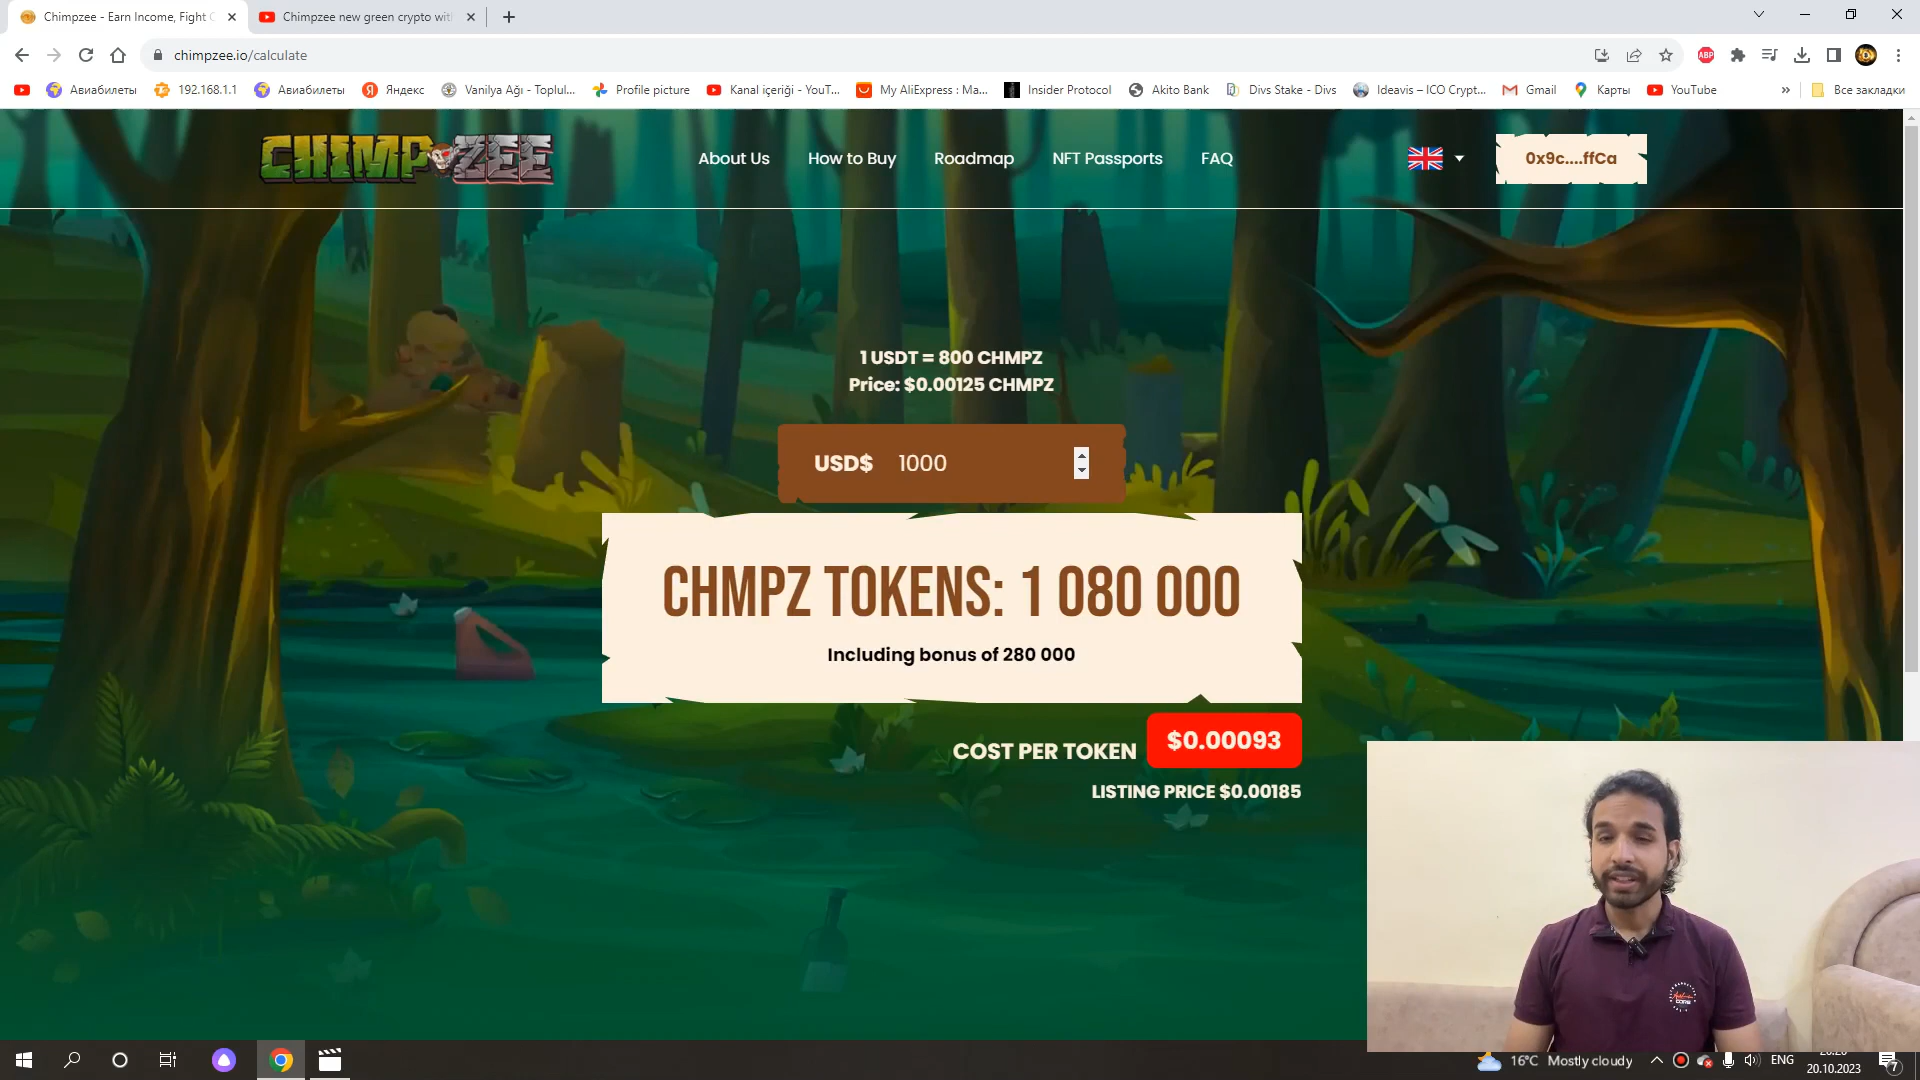 Chimpzee - Earn Income, Fight C
Chimpzee new green crypto wit
chimpzee.io/calculate
ABP
Авиабилеты
192.168.1.1
Авиабилеты
Яндекс
Vanilya Ağı - Toplul...
Profile picture
Kanal içeriği - YouT...
My AliExpress : Ma...
Insider Protocol
Akito Bank
Divs Stake - Divs
Ideavis – ICO Crypt...
Gmail
Карты
YouTube
»
Все закладки
CHIMPZEE
About Us
How to Buy
Roadmap
NFT Passports
FAQ
0x9c....ffCa
1 USDT = 800 CHMPZ
Price: $0.00125 CHMPZ
USD$ 1000
CHMPZ TOKENS: 1 080 000
Including bonus of 280 000
COST PER TOKEN $0.00093
LISTING PRICE $0.00185
16°C Mostly cloudy
ENG
20.10.2023
7